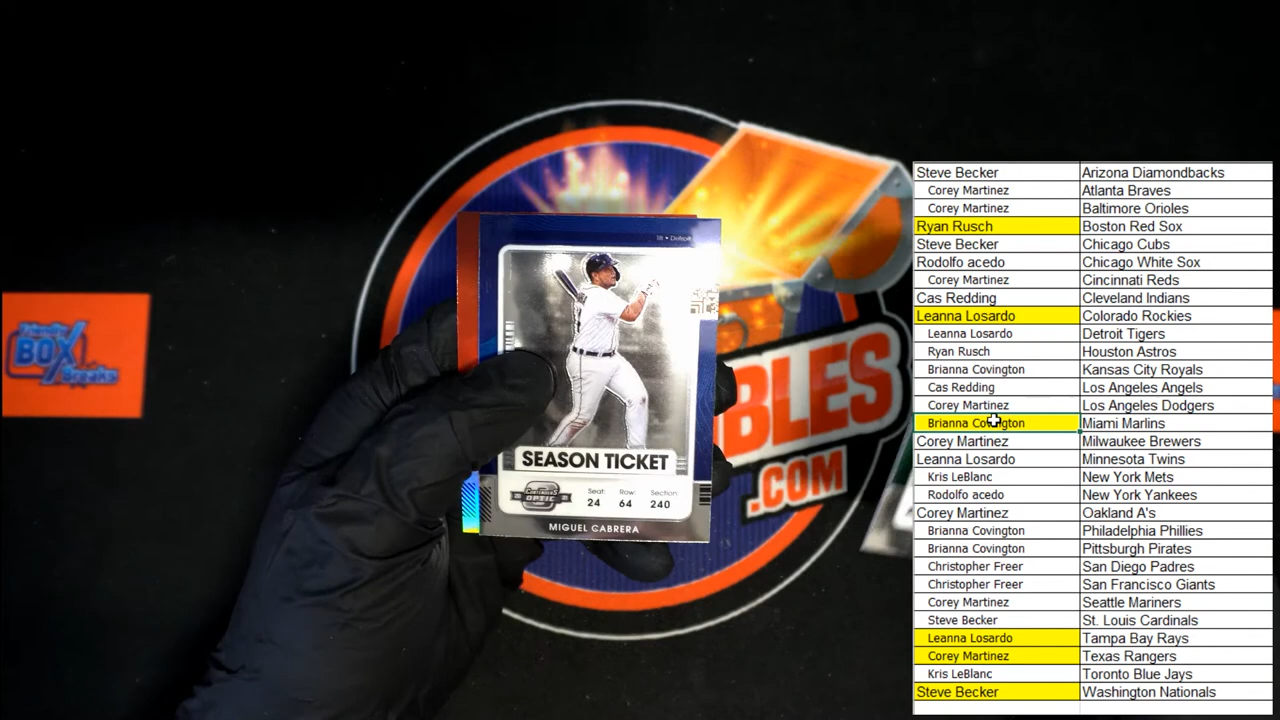 Friendly
BOX
Breaks
18 • Detroit
SEASON TICKET
CONTENDERS
OPTIC
Seat: Row: Section
24 64 240
MIGUEL CABRERA
BLES
.COM
Steve Becker Arizona Diamondbacks
Corey Martinez Atlanta Braves
Corey Martinez Baltimore Orioles
Ryan Rusch Boston Red Sox
Steve Becker Chicago Cubs
Rodolfo acedo Chicago White Sox
Corey Martinez Cincinnati Reds
Cas Redding Cleveland Indians
Leanna Losardo Colorado Rockies
Leanna Losardo Detroit Tigers
Ryan Rusch Houston Astros
Brianna Covington Kansas City Royals
Cas Redding Los Angeles Angels
Corey Martinez Los Angeles Dodgers
Brianna Covington Miami Marlins
Corey Martinez Milwaukee Brewers
Leanna Losardo Minnesota Twins
Kris LeBlanc New York Mets
Rodolfo acedo New York Yankees
Corey Martinez Oakland A's
Brianna Covington Philadelphia Phillies
Brianna Covington Pittsburgh Pirates
Christopher Freer San Diego Padres
Christopher Freer San Francisco Giants
Corey Martinez Seattle Mariners
Steve Becker St. Louis Cardinals
Leanna Losardo Tampa Bay Rays
Corey Martinez Texas Rangers
Kris LeBlanc Toronto Blue Jays
Steve Becker Washington Nationals